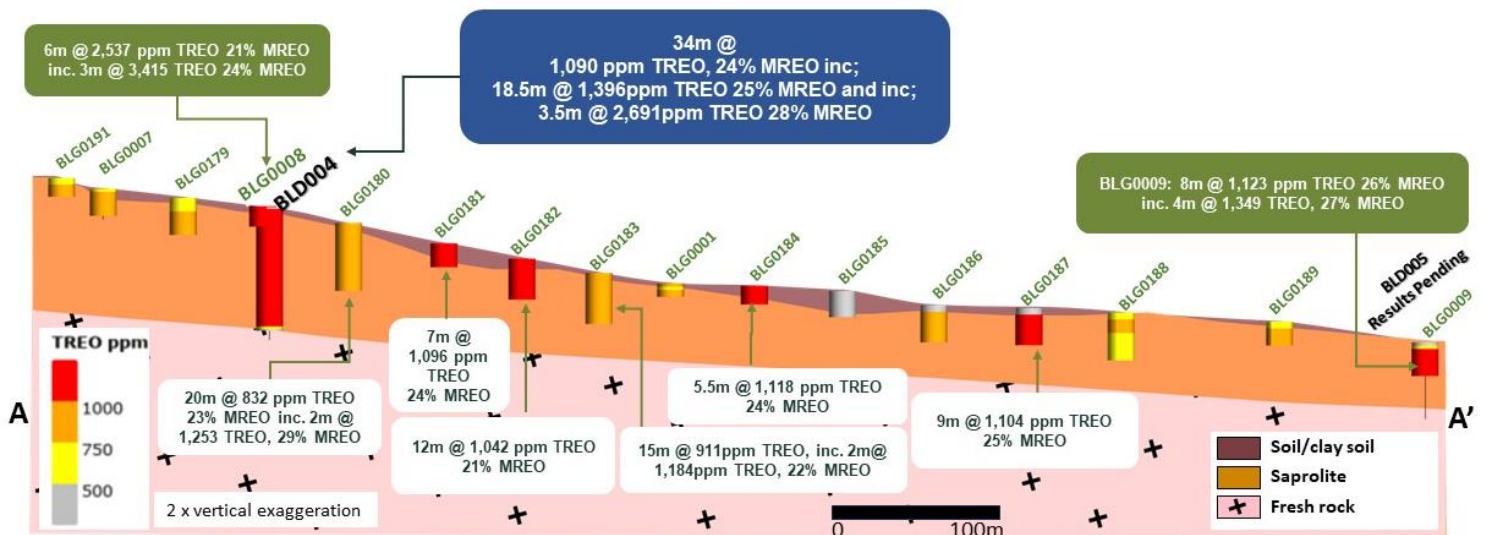 6m @ 2,537 ppm TREO 21% MREO
inc. 3m @ 3,415 TREO 24% MREO
34m @
1,090 ppm TREO, 24% MREO inc;
18.5m @ 1,396ppm TREO 25% MREO and inc;
3.5m @ 2,691ppm TREO 28% MREO
BLG0009: 8m @ 1,123 ppm TREO 26% MREO
inc. 4m @ 1,349 TREO, 27% MREO
BLG0191
BLG0007
BLG0179
BLG0008
BLD004
BLG0180
BLG0181
BLG0182
BLG0183
BLG0001
BLG0184
BLG0185
BLG0186
BLG0187
BLG0188
BLG0189
BLD005
Results Pending
BLG0009
TREO ppm
1000
750
500
A
20m @ 832 ppm TREO
23% MREO inc. 2m @
1,253 TREO, 29% MREO
7m @
1,096 ppm
TREO
24% MREO
12m @ 1,042 ppm TREO
21% MREO
15m @ 911ppm TREO, inc. 2m@
1,184ppm TREO, 22% MREO
5.5m @ 1,118 ppm TREO
24% MREO
9m @ 1,104 ppm TREO
25% MREO
A'
Soil/clay soil
Saprolite
Fresh rock
2 x vertical exaggeration
0
100m